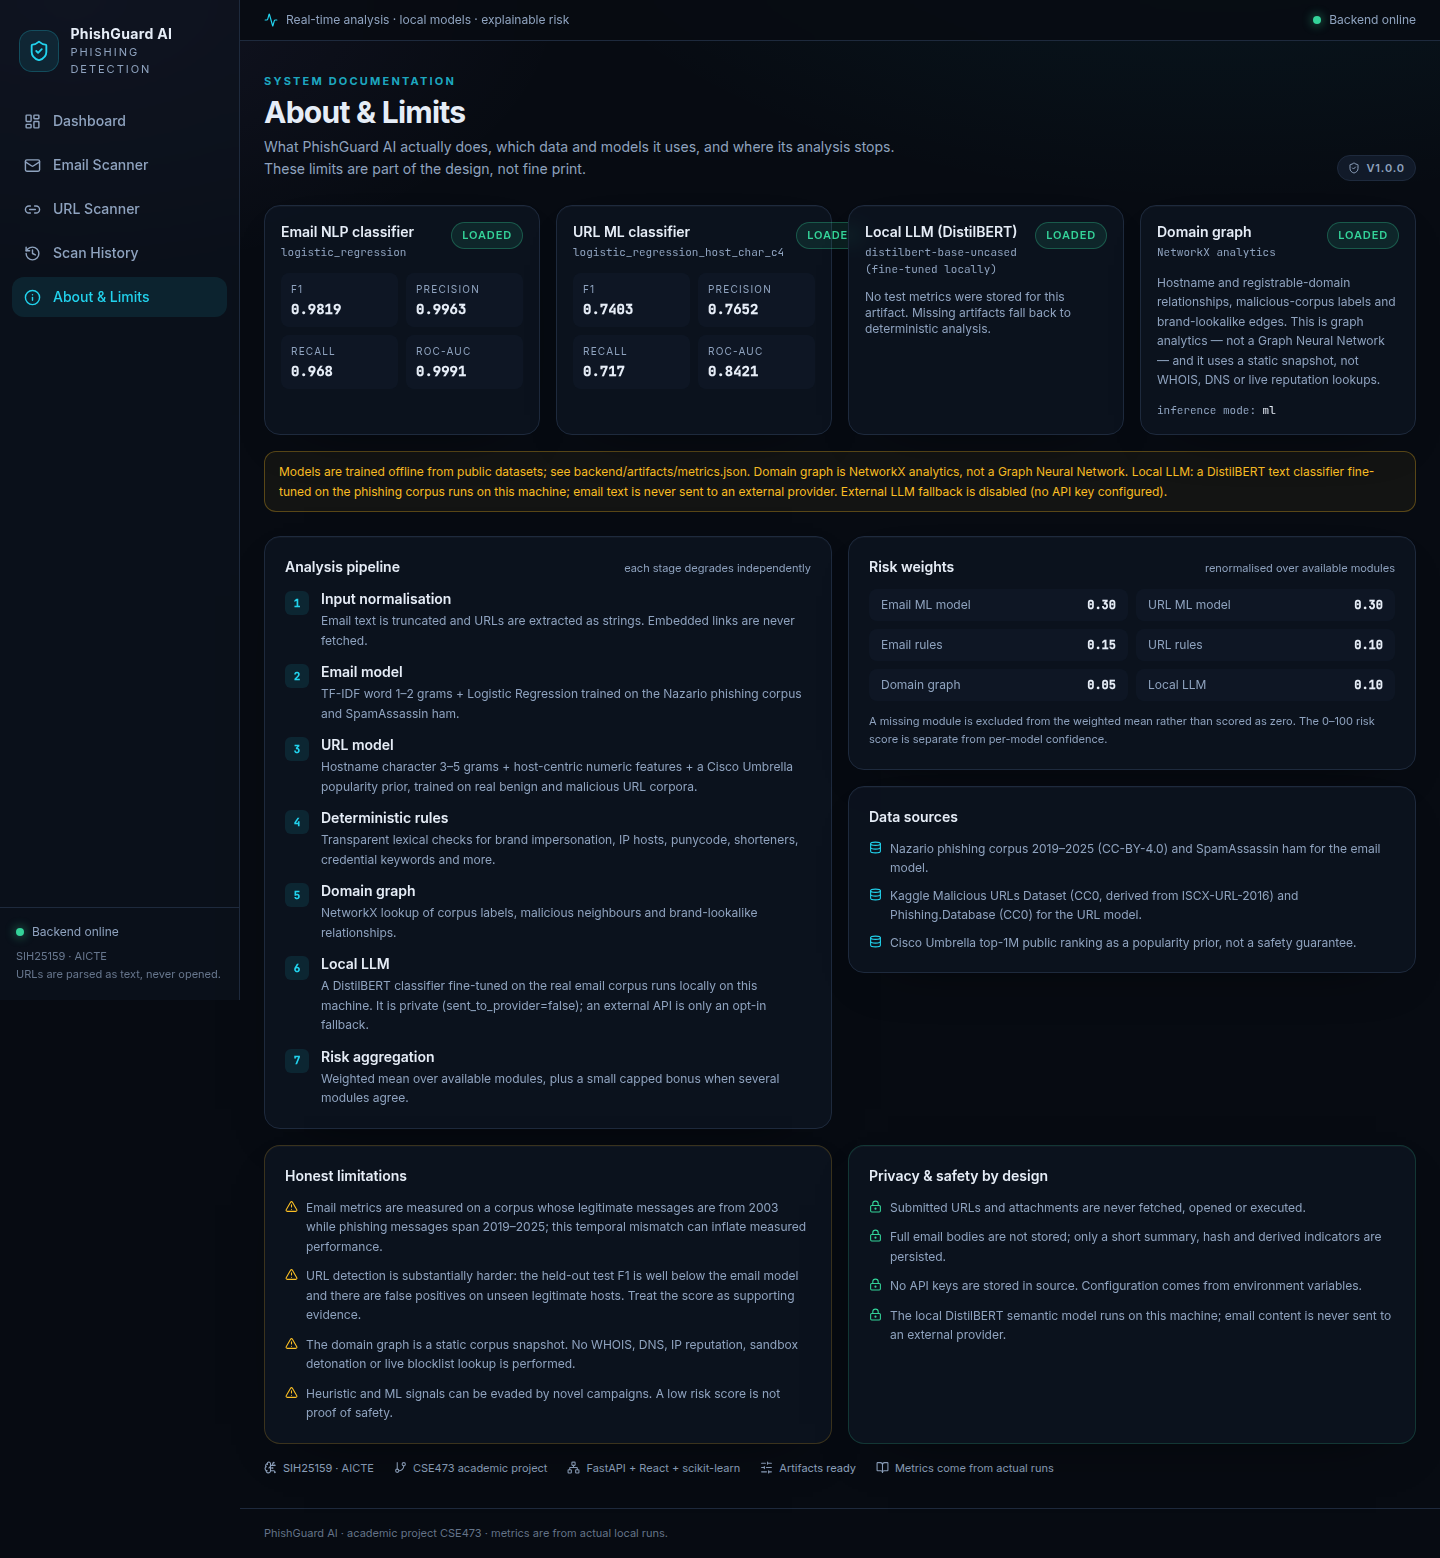 PhishGuard AI
PHISHING
DETECTION
Dashboard
Email Scanner
URL Scanner
Scan History
About & Limits
Backend online
SIH25159 · AICTE
URLs are parsed as text, never opened.
Real-time analysis · local models · explainable risk
Backend online
SYSTEM DOCUMENTATION
About & Limits
What PhishGuard AI actually does, which data and models it uses, and where its analysis stops.
These limits are part of the design, not fine print.
V1.0.0
Email NLP classifier
LOADED
logistic_regression
F1
PRECISION
0.9819
0.9963
RECALL
ROC-AUC
0.968
0.9991
URL ML classifier
LOADE
logistic_regression_host_char_c4
F1
PRECISION
0.7403
0.7652
RECALL
ROC-AUC
0.717
0.8421
Local LLM (DistilBERT)
LOADED
distilbert-base-uncased
(fine-tuned locally)
No test metrics were stored for this
artifact. Missing artifacts fall back to
deterministic analysis.
Domain graph
LOADED
NetworkX analytics
Hostname and registrable-domain
relationships, malicious-corpus labels and
brand-lookalike edges. This is graph
analytics — not a Graph Neural Network
— and it uses a static snapshot, not
WHOIS, DNS or live reputation lookups.
inference mode: ml
Models are trained offline from public datasets; see backend/artifacts/metrics.json. Domain graph is NetworkX analytics, not a Graph Neural Network. Local LLM: a DistilBERT text classifier fine-
tuned on the phishing corpus runs on this machine; email text is never sent to an external provider. External LLM fallback is disabled (no API key configured).
Analysis pipeline
each stage degrades independently
1
Input normalisation
Email text is truncated and URLs are extracted as strings. Embedded links are never
fetched.
2
Email model
TF-IDF word 1–2 grams + Logistic Regression trained on the Nazario phishing corpus
and SpamAssassin ham.
3
URL model
Hostname character 3–5 grams + host-centric numeric features + a Cisco Umbrella
popularity prior, trained on real benign and malicious URL corpora.
4
Deterministic rules
Transparent lexical checks for brand impersonation, IP hosts, punycode, shorteners,
credential keywords and more.
5
Domain graph
NetworkX lookup of corpus labels, malicious neighbours and brand-lookalike
relationships.
6
Local LLM
A DistilBERT classifier fine-tuned on the real email corpus runs locally on this
machine. It is private (sent_to_provider=false); an external API is only an opt-in
fallback.
7
Risk aggregation
Weighted mean over available modules, plus a small capped bonus when several
modules agree.
Risk weights
renormalised over available modules
Email ML model 0.30
URL ML model 0.30
Email rules 0.15
URL rules 0.10
Domain graph 0.05
Local LLM 0.10
A missing module is excluded from the weighted mean rather than scored as zero. The 0–100 risk
score is separate from per-model confidence.
Data sources
Nazario phishing corpus 2019–2025 (CC-BY-4.0) and SpamAssassin ham for the email
model.
Kaggle Malicious URLs Dataset (CC0, derived from ISCX-URL-2016) and
Phishing.Database (CC0) for the URL model.
Cisco Umbrella top-1M public ranking as a popularity prior, not a safety guarantee.
Honest limitations
Email metrics are measured on a corpus whose legitimate messages are from 2003
while phishing messages span 2019–2025; this temporal mismatch can inflate measured
performance.
URL detection is substantially harder: the held-out test F1 is well below the email model
and there are false positives on unseen legitimate hosts. Treat the score as supporting
evidence.
The domain graph is a static corpus snapshot. No WHOIS, DNS, IP reputation, sandbox
detonation or live blocklist lookup is performed.
Heuristic and ML signals can be evaded by novel campaigns. A low risk score is not
proof of safety.
Privacy & safety by design
Submitted URLs and attachments are never fetched, opened or executed.
Full email bodies are not stored; only a short summary, hash and derived indicators are
persisted.
No API keys are stored in source. Configuration comes from environment variables.
The local DistilBERT semantic model runs on this machine; email content is never sent to
an external provider.
SIH25159 · AICTE
CSE473 academic project
FastAPI + React + scikit-learn
Artifacts ready
Metrics come from actual runs
PhishGuard AI · academic project CSE473 · metrics are from actual local runs.